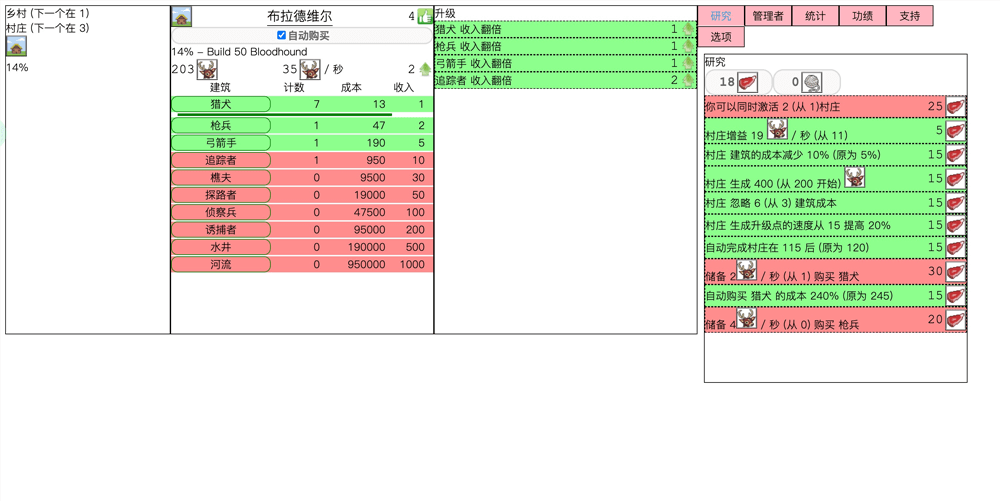 乡村 (下一个在 1)
村庄 (下一个在 3)
14%
布拉德维尔 4
自动购买
14% – Build 50 Bloodhound
203 35 / 秒 2
建筑 计数 成本 收入
猎犬 7 13 1
枪兵 1 47 2
弓箭手 1 190 5
追踪者 1 950 10
樵夫 0 9500 30
探路者 0 19000 50
侦察兵 0 47500 100
诱捕者 0 95000 200
水井 0 190000 500
河流 0 950000 1000
升级
猎犬 收入翻倍 1
枪兵 收入翻倍 1
弓箭手 收入翻倍 1
追踪者 收入翻倍 2
研究 管理者 统计 功绩 支持
选项
研究
18 0
你可以同时激活 2 (从 1)村庄 25
村庄增益 19 / 秒 (从 11) 5
村庄 建筑的成本减少 10% (原为 5%) 15
村庄 生成 400 (从 200 开始) 15
村庄 忽略 6 (从 3) 建筑成本 15
村庄 生成升级点的速度从 15 提高 20% 15
自动完成村庄在 115 后 (原为 120) 15
储备 2 / 秒 (从 1) 购买 猎犬 30
自动购买 猎犬 的成本 240% (原为 245) 15
储备 4 / 秒 (从 0) 购买 枪兵 20